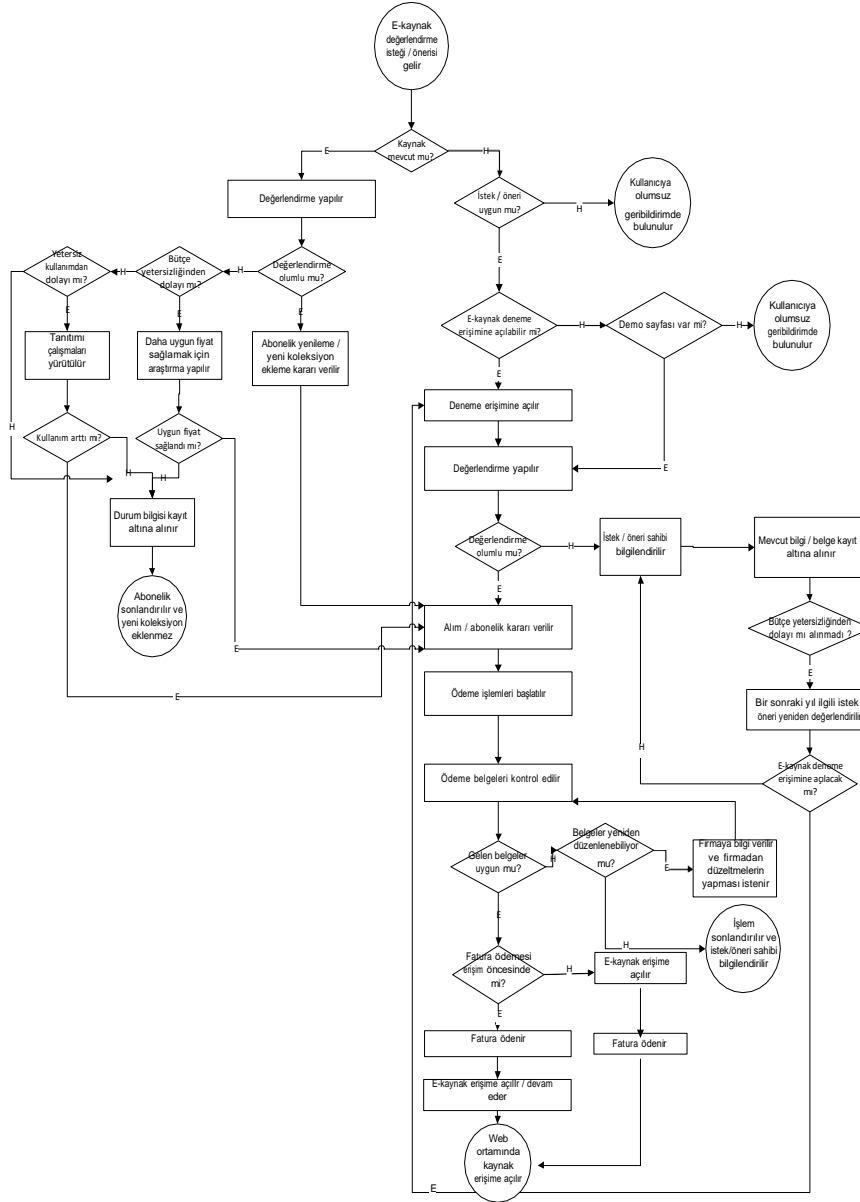 E-kaynak
değerlendirme
isteği / önerisi
gelir
Kaynak
mevcut mu?
E
H
Değerlendirme yapılır
İstek / öneri
uygun mu?
H
Kullanıcıya
olumsuz
geribildirimde
bulunulur
E
Yetersiz
kullanımdan
dolayı mı?
H
Bütçe
yetersizliğinden
dolayı mı?
H
Değerlendirme
olumlu mu?
E
E
E
E-kaynak deneme
erişimine açılabilir mi?
H
Demo sayfası var mi?
H
Kullanıcıya
olumsuz
geribildirimde
bulunulur
Tanıtımı
çalışmaları
yürütülür
Daha uygun fiyat
sağlamak için
araştırma yapılır
Abonelik yenileme /
yeni koleksiyon
ekleme kararı verilir
E
Deneme erişimine açılır
H
Kullanım arttı mı?
Uygun fiyat
sağlandı mı?
H
H
Değerlendirme yapılır
E
Durum bilgisi kayıt
altına alınır
Değerlendirme
olumlu mu?
H
İstek / öneri sahibi
bilgilendirilir
Mevcut bilgi / belge kayıt
altına alınır
E
Abonelik
sonlandırılır ve
yeni koleksiyon
eklenmez
Alım / abonelik kararı verilir
Bütçe yetersizliğinden
dolayı mı alınmadı ?
E
E
E
Ödeme işlemleri başlatılır
Bir sonraki yıl ilgili istek
öneri yeniden değerlendirilir
H
Ödeme belgeleri kontrol edilir
E-kaynak deneme
erişimine açılacak
mı?
Gelen belgeler
uygun mu?
H
Belgeler yeniden
düzenlenebiliyor
mu?
E
Firmaya bilgi verilir
ve firmadan
düzeltmelerin
yapması istenir
E
H
İşlem
sonlandırılır ve
istek/öneri sahibi
bilgilendirilir
Fatura ödemesi
erişim öncesinde
mi?
H
E-kaynak erişime
açılır
E
Fatura ödenir
Fatura ödenir
E-kaynak erişime açılır / devam
eder
Web
ortamında
kaynak
erişime açılır
E